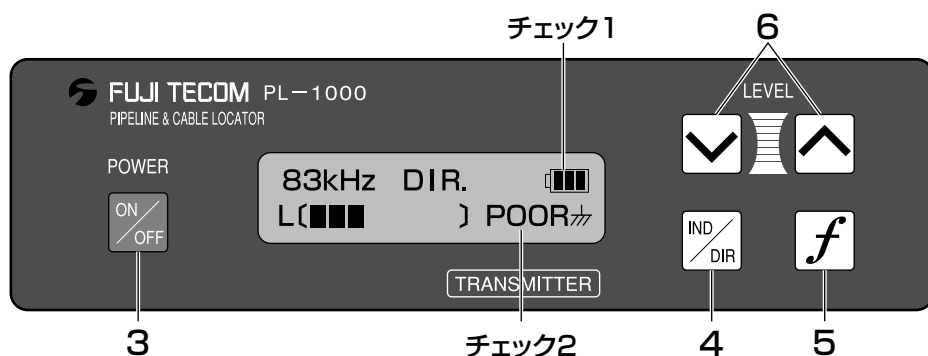 チェック1
6
FUJI TECOM PL-1000
PIPELINE & CABLE LOCATOR
LEVEL
POWER
ON/OFF
83kHz DIR.
L[ ] POOR
IND/DIR
f
TRANSMITTER
3
チェック2
4
5